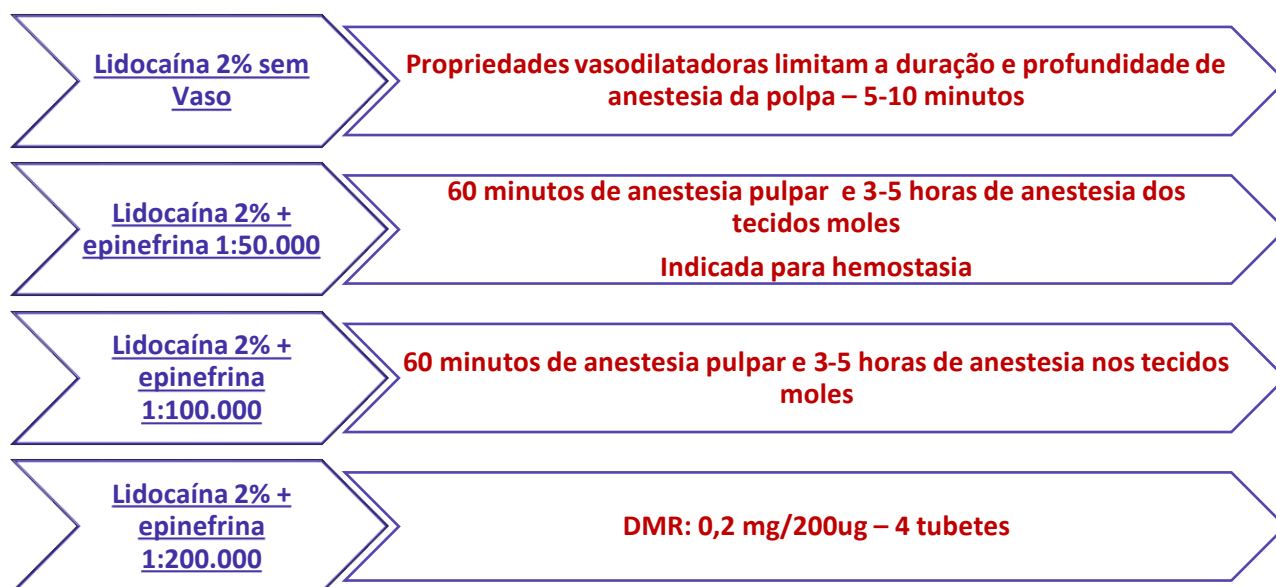 Lidocaína 2% sem
Vaso
Propriedades vasodilatadoras limitam a duração e profundidade de
anestesia da polpa – 5-10 minutos
Lidocaína 2% +
epinefrina 1:50.000
60 minutos de anestesia pulpar e 3-5 horas de anestesia dos
tecidos moles
Indicada para hemostasia
Lidocaína 2% +
epinefrina
1:100.000
60 minutos de anestesia pulpar e 3-5 horas de anestesia nos tecidos
moles
Lidocaína 2% +
epinefrina
1:200.000
DMR: 0,2 mg/200ug – 4 tubetes